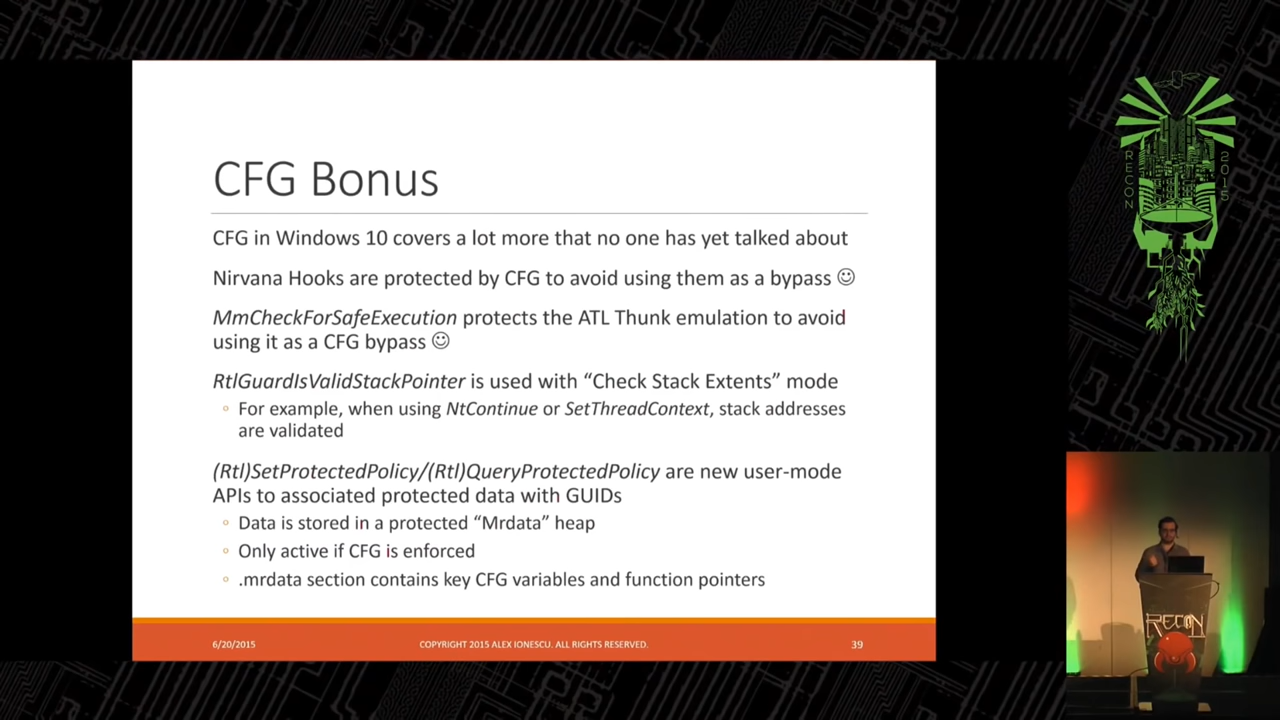 CFG Bonus
CFG in Windows 10 covers a lot more that no one has yet talked about
Nirvana Hooks are protected by CFG to avoid using them as a bypass ☺
MmCheckForSafeExecution protects the ATL Thunk emulation to avoid
using it as a CFG bypass ☺
RtlGuardIsValidStackPointer is used with “Check Stack Extents” mode
◦ For example, when using NtContinue or SetThreadContext, stack addresses
are validated
(Rtl)SetProtectedPolicy/(Rtl)QueryProtectedPolicy are new user-mode
APIs to associated protected data with GUIDs
◦ Data is stored in a protected “Mrdata” heap
◦ Only active if CFG is enforced
◦ .mrdata section contains key CFG variables and function pointers
6/20/2015 COPYRIGHT 2015 ALEX IONESCU. ALL RIGHTS RESERVED. 39
RECON
2015
RECON